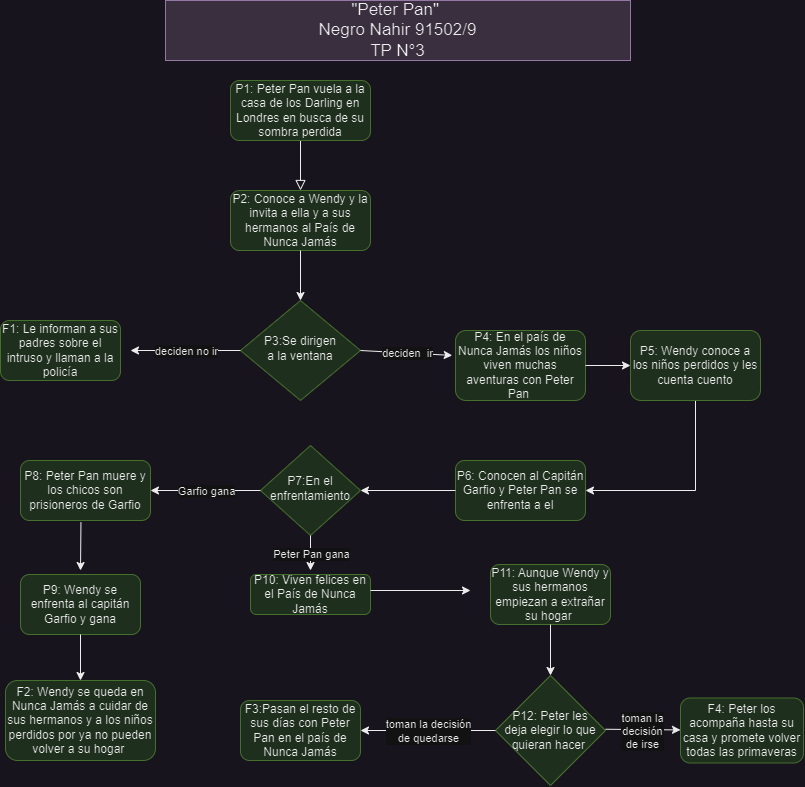 "Peter Pan"
Negro Nahir 91502/9
TP N°3
P1: Peter Pan vuela a la
casa de los Darling en
Londres en busca de su
sombra perdida
P2: Conoce a Wendy y la
invita a ella y a sus
hermanos al País de
Nunca Jamás
P3:Se dirigen
a la ventana
deciden no ir
F1: Le informan a sus
padres sobre el
intruso y llaman a la
policía
deciden ir
P4: En el país de
Nunca Jamás los niños
viven muchas
aventuras con Peter
Pan
P5: Wendy conoce a
los niños perdidos y les
cuenta cuento
P6: Conocen al Capitán
Garfio y Peter Pan se
enfrenta a el
P7:En el
enfrentamiento
Garfio gana
P8: Peter Pan muere y
los chicos son
prisioneros de Garfio
P9: Wendy se
enfrenta al capitán
Garfio y gana
F2: Wendy se queda en
Nunca Jamás a cuidar de
sus hermanos y a los niños
perdidos por ya no pueden
volver a su hogar
Peter Pan gana
P10: Viven felices en
el País de Nunca
Jamás
P11: Aunque Wendy y
sus hermanos
empiezan a extrañar
su hogar
P12: Peter les
deja elegir lo que
quieran hacer
toman la decisión
de quedarse
F3:Pasan el resto de
sus días con Peter
Pan en el país de
Nunca Jamás
toman la
decisión
de irse
F4: Peter los
acompaña hasta su
casa y promete volver
todas las primaveras